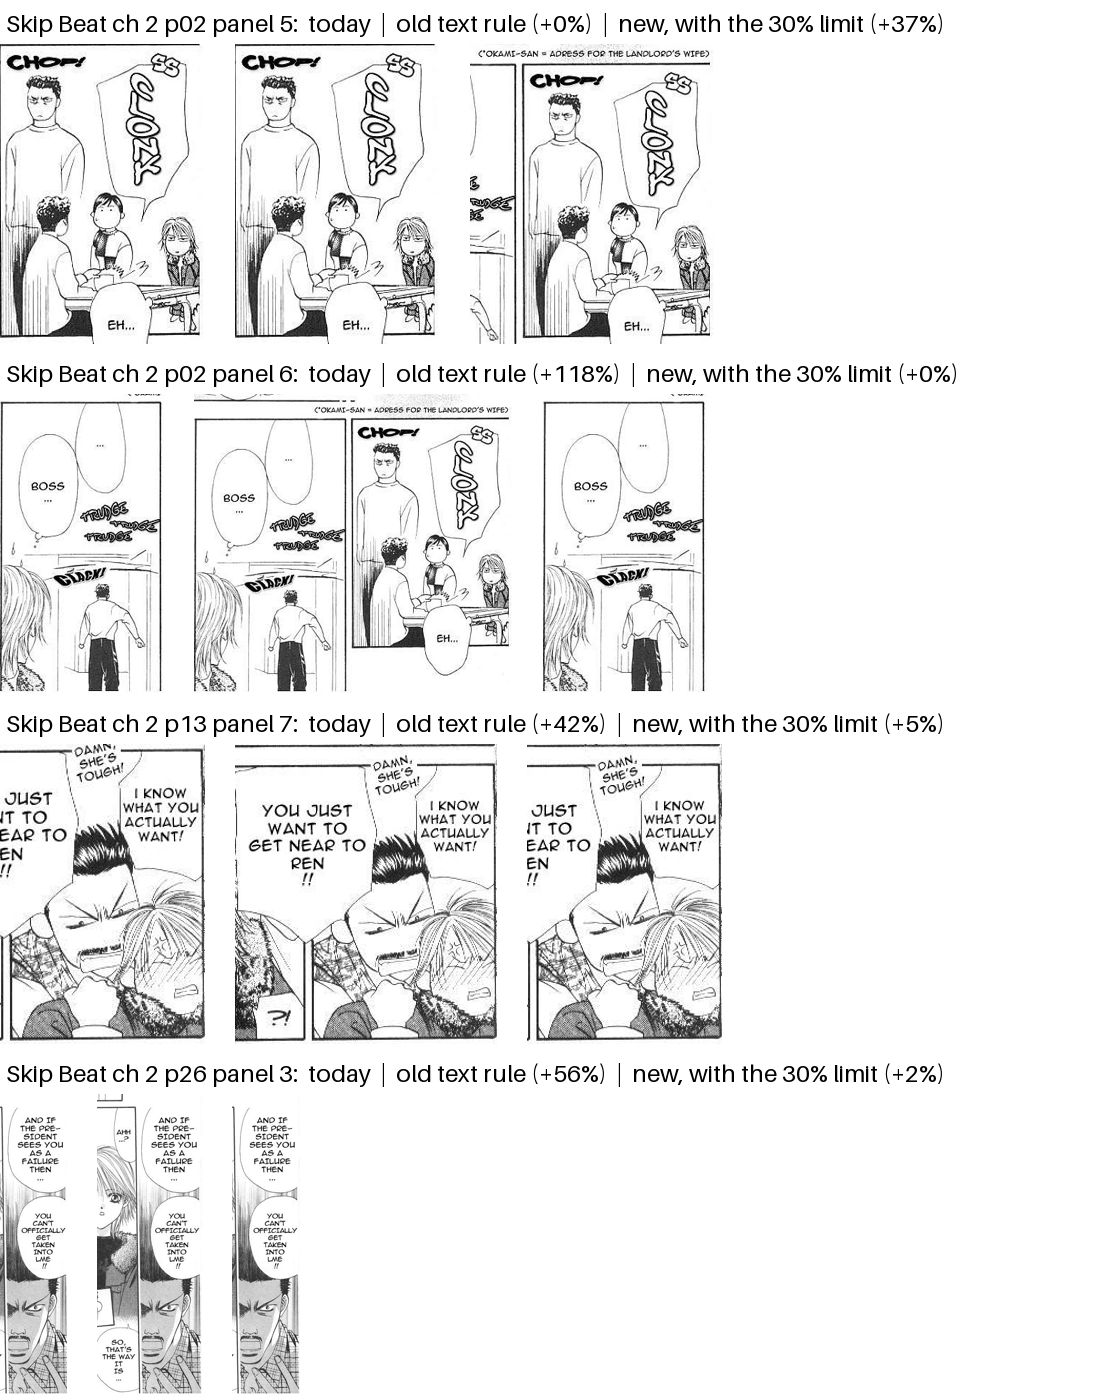 Skip Beat ch 2 p02 panel 5:  today  |  old text rule (+0%)  |  new, with the 30% limit (+37%)
CHOP!
SS
CLONK
EH...
CHOP!
SS
CLONK
EH...
(*OKAMI-SAN = ADRESS FOR THE LANDLORD'S WIFE)
CHOP!
SS
CLONK
EH...
Skip Beat ch 2 p02 panel 6:  today  |  old text rule (+118%)  |  new, with the 30% limit (+0%)
...
BOSS
...
TRUDGE
TRUDGE
TRUDGE
CLACK!
(*OKAMI-SAN = ADRESS FOR THE LANDLORD'S WIFE)
...
BOSS
...
TRUDGE
TRUDGE
TRUDGE
CLACK!
CHOP!
SS
CLONK
EH...
...
BOSS
...
TRUDGE
TRUDGE
TRUDGE
CLACK!
Skip Beat ch 2 p13 panel 7:  today  |  old text rule (+42%)  |  new, with the 30% limit (+5%)
DAMN,
SHE'S
TOUGH!
JUST
TO
EAR TO
EN
!!
I KNOW
WHAT YOU
ACTUALLY
WANT!
YOU JUST
WANT TO
GET NEAR TO
REN
!!
DAMN,
SHE'S
TOUGH!
I KNOW
WHAT YOU
ACTUALLY
WANT!
?!
JUST
TO
EAR TO
EN
!!
DAMN,
SHE'S
TOUGH!
I KNOW
WHAT YOU
ACTUALLY
WANT!
Skip Beat ch 2 p26 panel 3:  today  |  old text rule (+56%)  |  new, with the 30% limit (+2%)
AND IF
THE PRE-
SIDENT
SEES YOU
AS A
FAILURE
THEN
...
YOU
CAN'T
OFFICIALLY
GET
TAKEN
INTO
LME
!!
AHH
...?
SO,
THAT'S
THE WAY
IT
IS
...
AND IF
THE PRE-
SIDENT
SEES YOU
AS A
FAILURE
THEN
...
YOU
CAN'T
OFFICIALLY
GET
TAKEN
INTO
LME
!!
AND IF
THE PRE-
SIDENT
SEES YOU
AS A
FAILURE
THEN
...
YOU
CAN'T
OFFICIALLY
GET
TAKEN
INTO
LME
!!